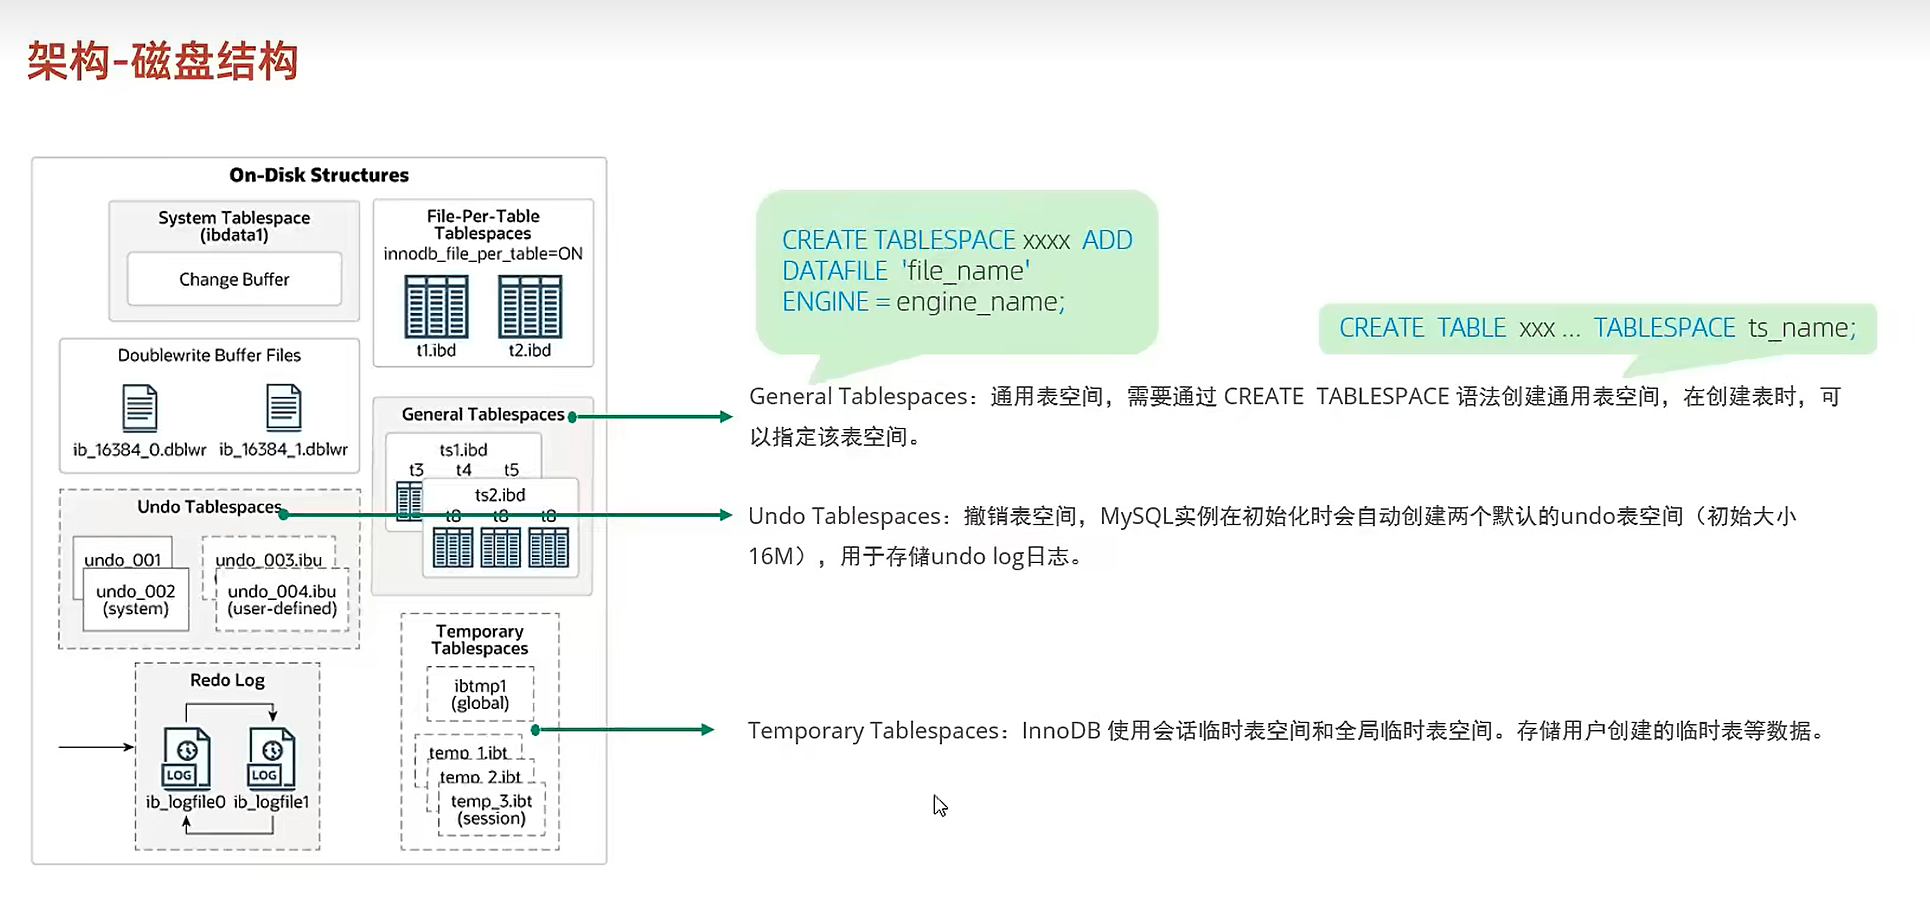 架构-磁盘结构
On-Disk Structures
System Tablespace
(ibdata1)
Change Buffer
File-Per-Table
Tablespaces
innodb_file_per_table=ON
t1.ibd
t2.ibd
Doublewrite Buffer Files
ib_16384_0.dblwr
ib_16384_1.dblwr
General Tablespaces
ts1.ibd
t3 t4 t5
ts2.ibd
t8 t8 t8
Undo Tablespaces
undo_001
undo_002
(system)
undo_003.ibu
undo_004.ibu
(user-defined)
Temporary
Tablespaces
ibtmp1
(global)
temp_1.ibt
temp_2.ibt
temp_3.ibt
(session)
Redo Log
LOG
LOG
ib_logfile0
ib_logfile1
CREATE TABLESPACE xxxx ADD
DATAFILE 'file_name'
ENGINE = engine_name;
CREATE TABLE xxx ... TABLESPACE ts_name;
General Tablespaces：通用表空间，需要通过 CREATE TABLESPACE 语法创建通用表空间，在创建表时，可
以指定该表空间。
Undo Tablespaces：撤销表空间，MySQL实例在初始化时会自动创建两个默认的undo表空间（初始大小
16M），用于存储undo log日志。
Temporary Tablespaces：InnoDB 使用会话临时表空间和全局临时表空间。存储用户创建的临时表等数据。